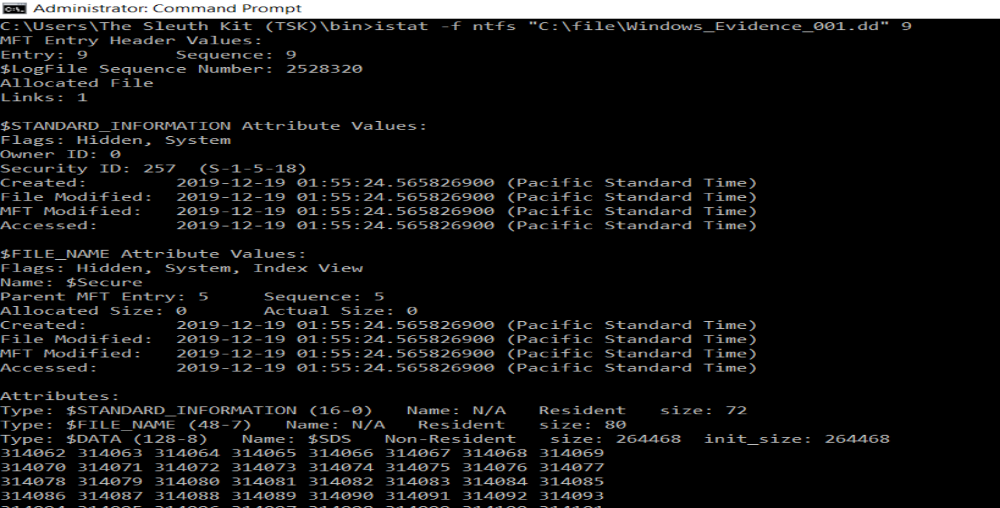 Administrator: Command Prompt
C:\Users\The Sleuth Kit (TSK)\bin>istat -f ntfs "C:\file\Windows_Evidence_001.dd" 9
MFT Entry Header Values:
Entry: 9 Sequence: 9
$LogFile Sequence Number: 2528320
Allocated File
Links: 1
$STANDARD_INFORMATION Attribute Values:
Flags: Hidden, System
Owner ID: 0
Security ID: 257 (S-1-5-18)
Created: 2019-12-19 01:55:24.565826900 (Pacific Standard Time)
File Modified: 2019-12-19 01:55:24.565826900 (Pacific Standard Time)
MFT Modified: 2019-12-19 01:55:24.565826900 (Pacific Standard Time)
Accessed: 2019-12-19 01:55:24.565826900 (Pacific Standard Time)
$FILE_NAME Attribute Values:
Flags: Hidden, System, Index View
Name: $Secure
Parent MFT Entry: 5 Sequence: 5
Allocated Size: 0 Actual Size: 0
Created: 2019-12-19 01:55:24.565826900 (Pacific Standard Time)
File Modified: 2019-12-19 01:55:24.565826900 (Pacific Standard Time)
MFT Modified: 2019-12-19 01:55:24.565826900 (Pacific Standard Time)
Accessed: 2019-12-19 01:55:24.565826900 (Pacific Standard Time)
Attributes:
Type: $STANDARD_INFORMATION (16-0) Name: N/A Resident size: 72
Type: $FILE_NAME (48-7) Name: N/A Resident size: 80
Type: $DATA (128-8) Name: $SDS Non-Resident size: 264468 init_size: 264468
314062 314063 314064 314065 314066 314067 314068 314069
314070 314071 314072 314073 314074 314075 314076 314077
314078 314079 314080 314081 314082 314083 314084 314085
314086 314087 314088 314089 314090 314091 314092 314093